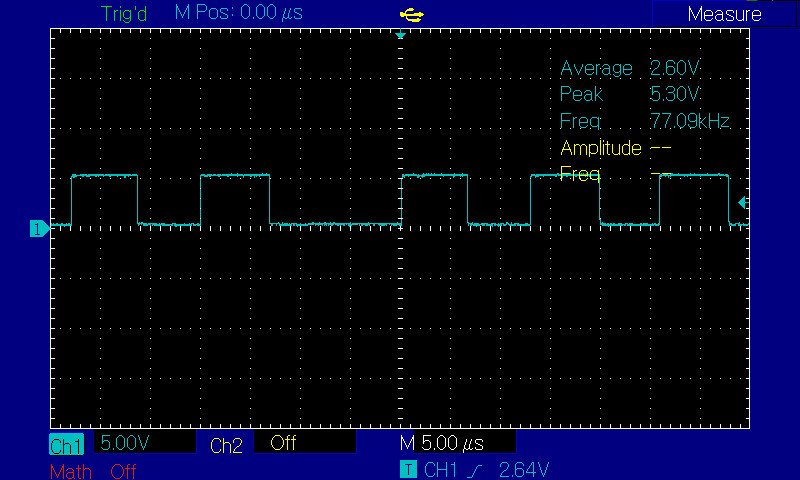 Trig'd M Pos: 0.00 µs Measure
Average 2.60V
Peak 5.30V
Freq 77.09kHz
Amplitude --
Freq --
1
Ch1 5.00V Ch2 Off M 5.00 µs
Math Off T CH1 2.64V